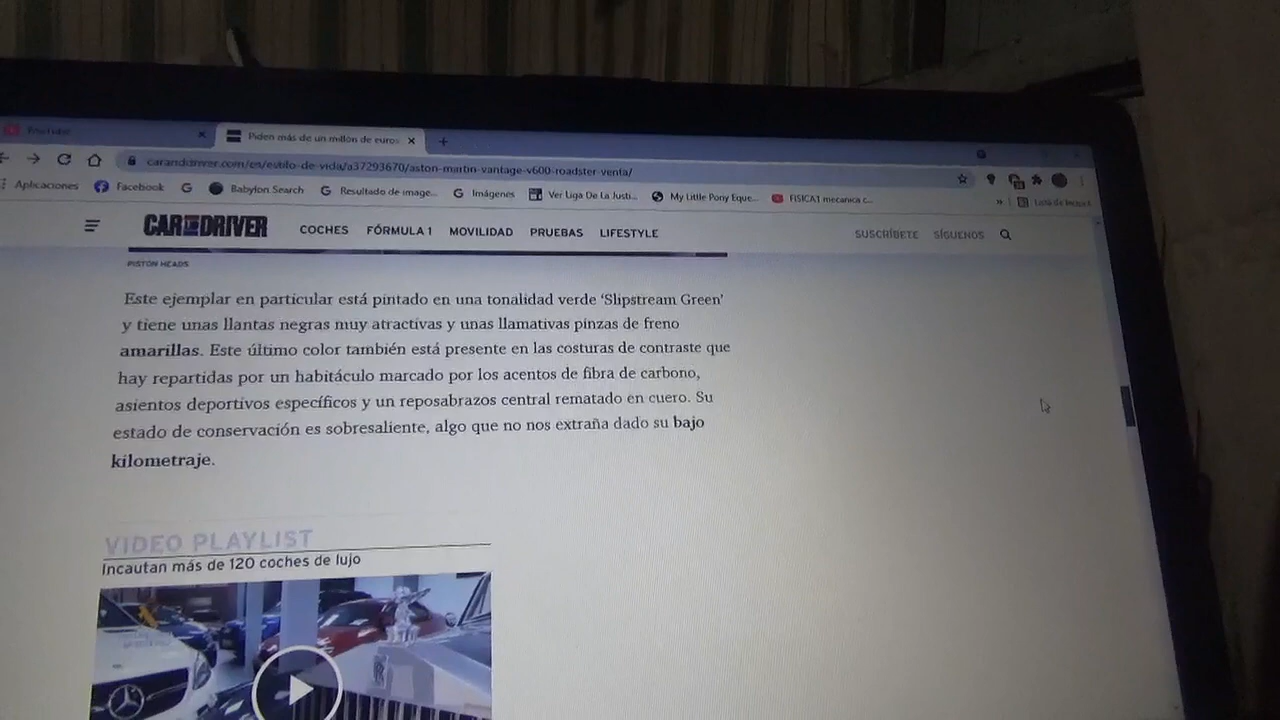 YouTube
Piden más de un millón de euros
caranddriver.com/es/estilo-de-vida/a37293670/aston-martin-vantage-v600-roadster-venta/
Aplicaciones Facebook Babylon Search Resultado de image... Imágenes Ver Liga De La Justi... My Little Pony Eque... FISICA1 mecanica c... » Lista de lectura
CAR AND DRIVER COCHES FÓRMULA 1 MOVILIDAD PRUEBAS LIFESTYLE SUSCRÍBETE SÍGUENOS
PISTON HEADS
Este ejemplar en particular está pintado en una tonalidad verde ‘Slipstream Green’
y tiene unas llantas negras muy atractivas y unas llamativas pinzas de freno
amarillas. Este último color también está presente en las costuras de contraste que
hay repartidas por un habitáculo marcado por los acentos de fibra de carbono,
asientos deportivos específicos y un reposabrazos central rematado en cuero. Su
estado de conservación es sobresaliente, algo que no nos extraña dado su bajo
kilometraje.
VIDEO PLAYLIST
Incautan más de 120 coches de lujo